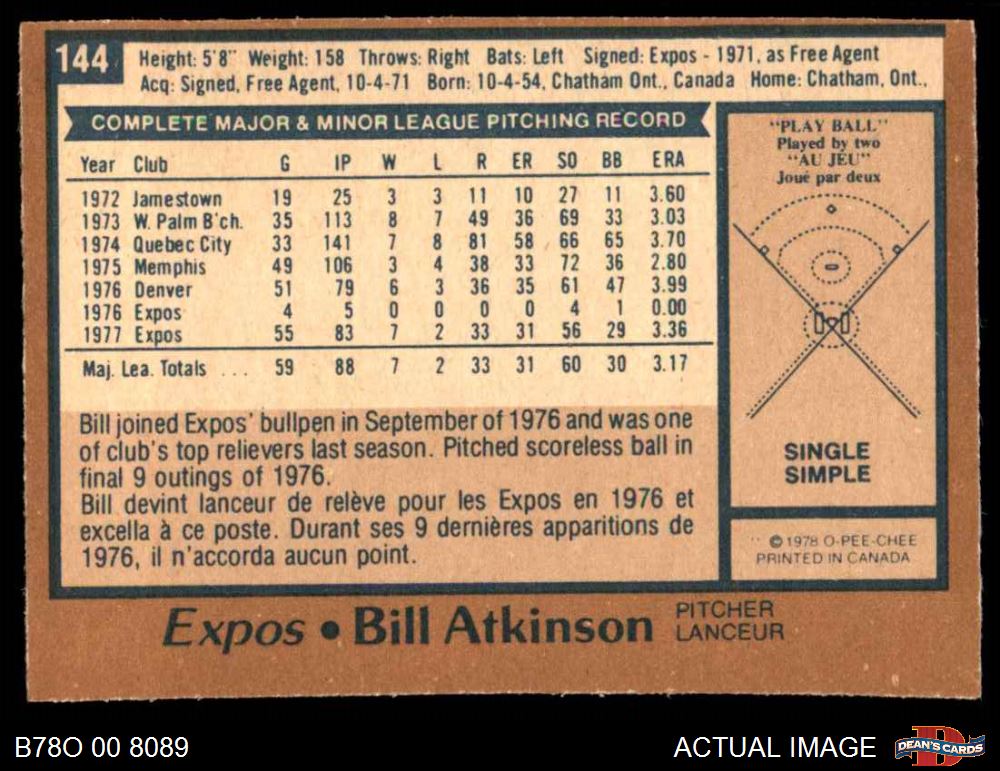 144
Height: 5'8" Weight: 158 Throws: Right Bats: Left Signed: Expos - 1971, as Free Agent
Acq: Signed, Free Agent, 10-4-71 Born: 10-4-54, Chatham Ont., Canada Home: Chatham, Ont.,
COMPLETE MAJOR & MINOR LEAGUE PITCHING RECORD
Year Club G IP W L R ER SO BB ERA
1972 Jamestown 19 25 3 3 11 10 27 11 3.60
1973 W. Palm B'ch. 35 113 8 7 49 36 69 33 3.03
1974 Quebec City 33 141 7 8 81 58 66 65 3.70
1975 Memphis 49 106 3 4 38 33 72 36 2.80
1976 Denver 51 79 6 3 36 35 61 47 3.99
1976 Expos 4 5 0 0 0 0 4 1 0.00
1977 Expos 55 83 7 2 33 31 56 29 3.36
Maj. Lea. Totals ... 59 88 7 2 33 31 60 30 3.17
Bill joined Expos' bullpen in September of 1976 and was one
of club's top relievers last season. Pitched scoreless ball in
final 9 outings of 1976.
Bill devint lanceur de relève pour les Expos en 1976 et
excella à ce poste. Durant ses 9 dernières apparitions de
1976, il n'accorda aucun point.
"PLAY BALL"
Played by two
"AU JEU"
Joué par deux
SINGLE
SIMPLE
© 1978 O-PEE-CHEE
PRINTED IN CANADA
Expos • Bill Atkinson
PITCHER
LANCEUR
B78O 00 8089
ACTUAL IMAGE
DEAN'S CARDS